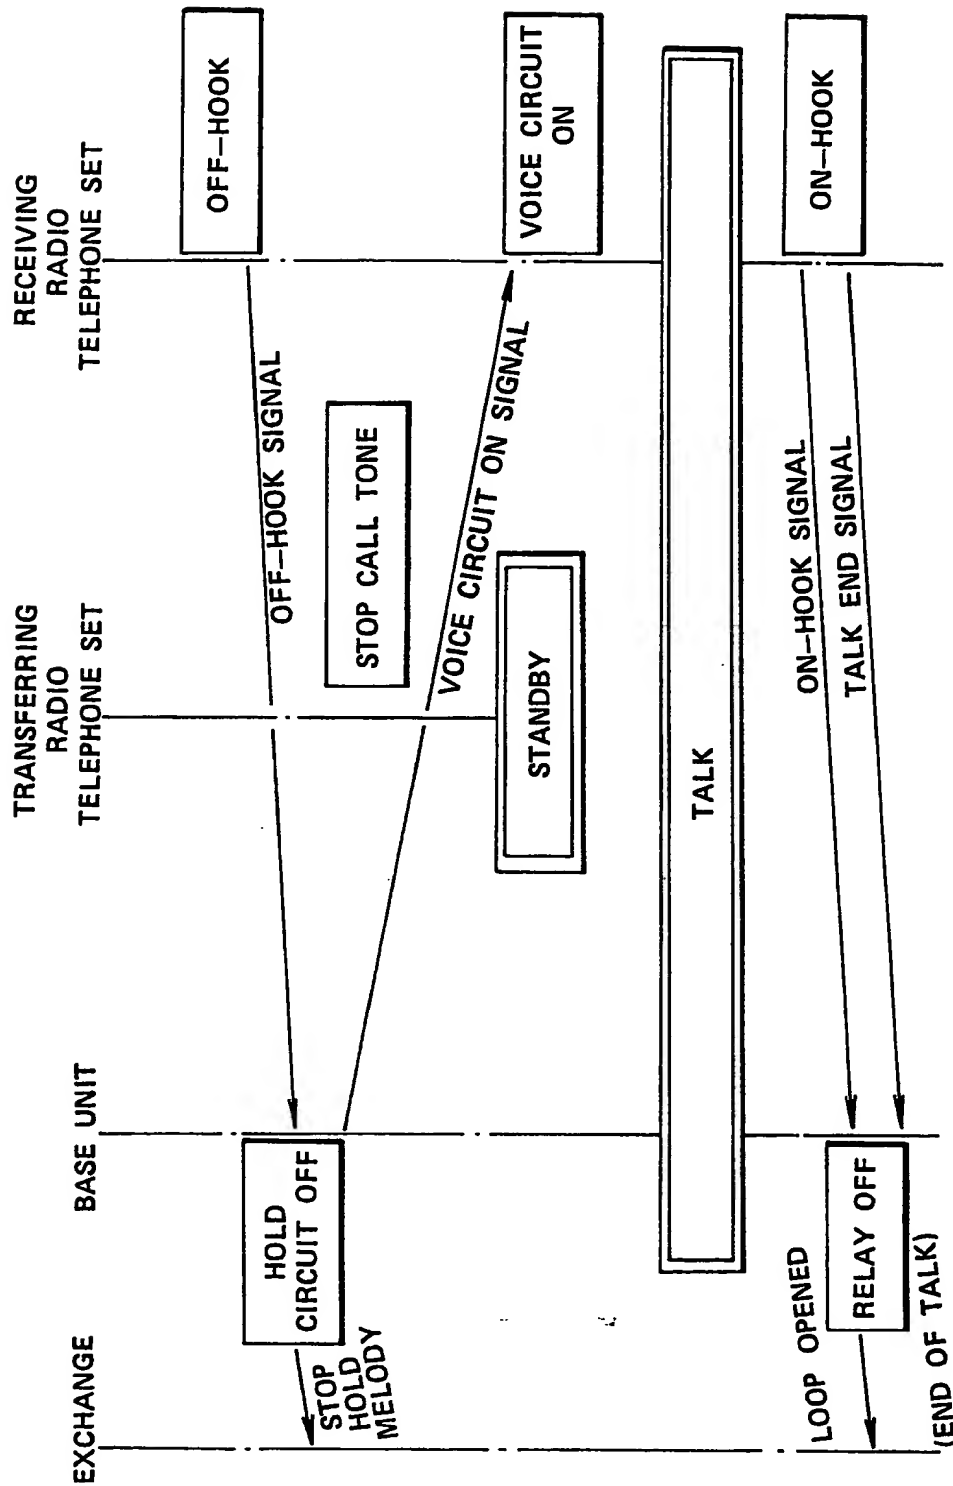 EXCHANGE
BASE UNIT
TRANSFERRING
RADIO
TELEPHONE SET
RECEIVING
RADIO
TELEPHONE SET
OFF-HOOK
OFF-HOOK SIGNAL
HOLD
CIRCUIT OFF
STOP
HOLD
MELODY
STOP CALL TONE
VOICE CIRCUIT ON SIGNAL
VOICE CIRCUIT
ON
STANDBY
TALK
ON-HOOK
ON-HOOK SIGNAL
TALK END SIGNAL
RELAY OFF
LOOP OPENED
(END OF TALK)